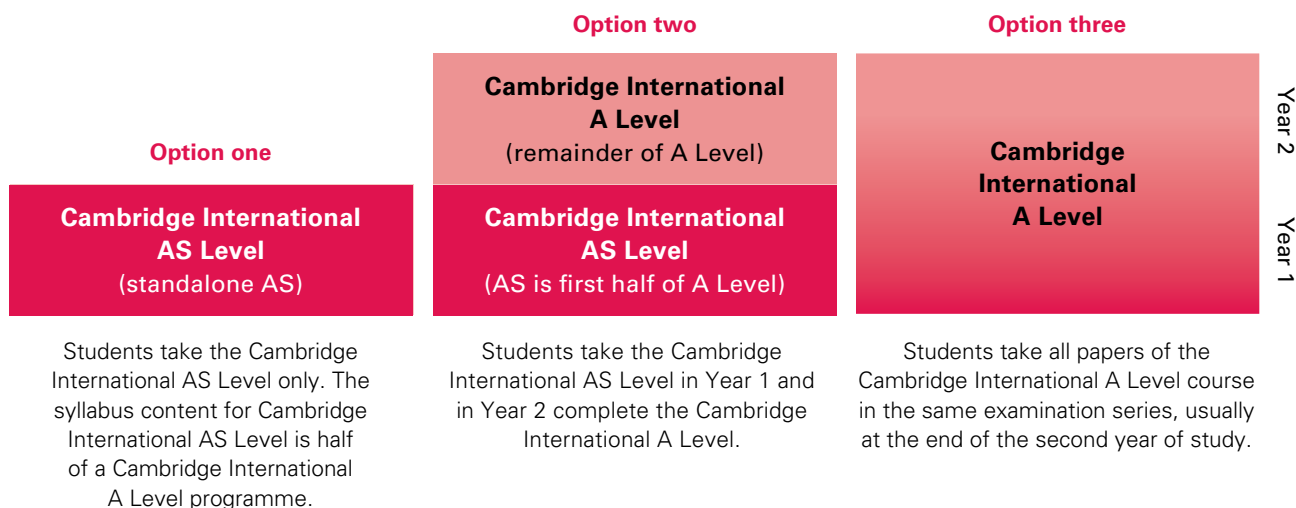 Option one
Cambridge International
AS Level
(standalone AS)
Students take the Cambridge
International AS Level only. The
syllabus content for Cambridge
International AS Level is half
of a Cambridge International
A Level programme.
Option two
Cambridge International
A Level
(remainder of A Level)
Cambridge International
AS Level
(AS is first half of A Level)
Students take the Cambridge
International AS Level in Year 1 and
in Year 2 complete the Cambridge
International A Level.
Option three
Cambridge
International
A Level
Students take all papers of the
Cambridge International A Level course
in the same examination series, usually
at the end of the second year of study.
Year 2
Year 1